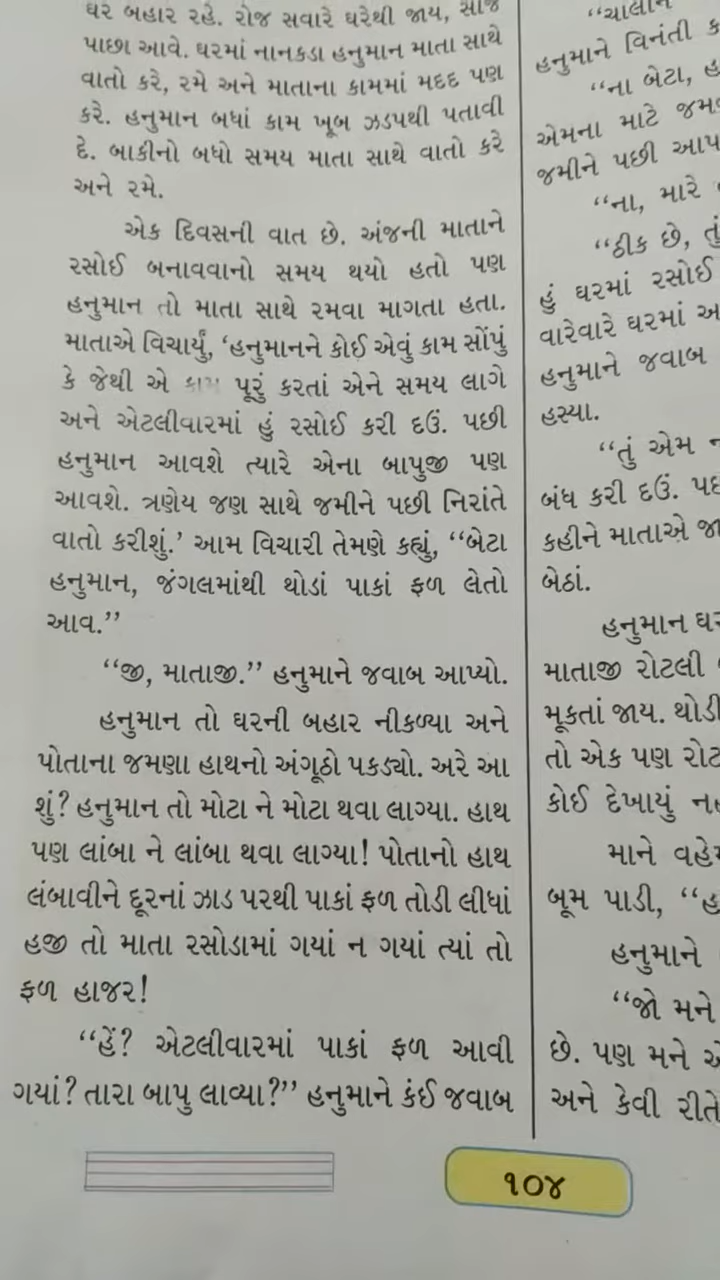 ઘર બહાર રહે. રોજ સવારે ઘરેથી જાય, સાંજે
પાછા આવે. ઘરમાં નાનકડા હનુમાન માતા સાથે
વાતો કરે, રમે અને માતાના કામમાં મદદ પણ
કરે. હનુમાન બધાં કામ ખૂબ ઝડપથી પતાવી
દે. બાકીનો બધો સમય માતા સાથે વાતો કરે
અને રમે.
એક દિવસની વાત છે. અંજની માતાને
રસોઈ બનાવવાનો સમય થયો હતો પણ
હનુમાન તો માતા સાથે રમવા માગતા હતા.
માતાએ વિચાર્યું, ‘હનુમાનને કોઈ એવું કામ સોંપું
કે જેથી એ કામ પૂરું કરતાં એને સમય લાગે
અને એટલીવારમાં હું રસોઈ કરી દઉં. પછી
હનુમાન આવશે ત્યારે એના બાપુજી પણ
આવશે. ત્રણેય જણ સાથે જમીને પછી નિરાંતે
વાતો કરીશું.’ આમ વિચારી તેમણે કહ્યું, “બેટા
હનુમાન, જંગલમાંથી થોડાં પાકાં ફળ લેતો
આવ.”
“જી, માતાજી.” હનુમાને જવાબ આપ્યો.
હનુમાન તો ઘરની બહાર નીકળ્યા અને
પોતાના જમણા હાથનો અંગૂઠો પકડ્યો. અરે આ
શું? હનુમાન તો મોટા ને મોટા થવા લાગ્યા. હાથ
પણ લાંબા ને લાંબા થવા લાગ્યા! પોતાનો હાથ
લંબાવીને દૂરનાં ઝાડ પરથી પાકાં ફળ તોડી લીધાં
હજી તો માતા રસોડામાં ગયાં ન ગયાં ત્યાં તો
ફળ હાજર!
“હેં? એટલીવારમાં પાકાં ફળ આવી
ગયાં? તારા બાપુ લાવ્યા?” હનુમાને કંઈ જવાબ
હનુમાને વિનંતી
“ના બેટા,
એમના માટે
જમીને પછી
“ના, મારે
“ઠીક છે, તું
હું ઘરમાં રસોઈ
વારેવારે ઘરમાં
હનુમાને જવાબ
હસ્યા.
“તું એમ
બંધ કરી દઉં.
કહીને માતાએ
બેઠાં.
હનુમાન
માતાજી રોટલી
મૂકતાં જાય. થોડી
તો એક પણ
કોઈ દેખાયું
માને
બૂમ પાડી,
હનુમાને
“જો મને
છે. પણ મને
અને કેવી રીતે
૧૦૪